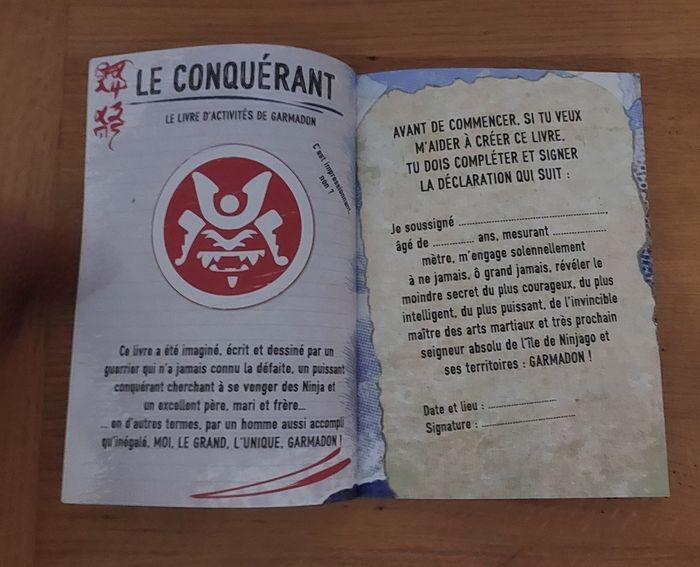 LE CONQUÉRANT
LE LIVRE D'ACTIVITÉS DE GARMADON
C'est impressionnant,
non ?
Ce livre a été imaginé, écrit et dessiné par un
guerrier qui n'a jamais connu la défaite, un puissant
conquérant cherchant à se venger des Ninja et
un excellent père, mari et frère...
... en d'autres termes, par un homme aussi accompli
qu'inégalé, MOI, LE GRAND, L'UNIQUE, GARMADON !
AVANT DE COMMENCER, SI TU VEUX
M'AIDER À CRÉER CE LIVRE,
TU DOIS COMPLÉTER ET SIGNER
LA DÉCLARATION QUI SUIT :
Je soussigné ..............................................,
âgé de ............. ans, mesurant .................
mètre, m'engage solennellement
à ne jamais, ô grand jamais, révéler le
moindre secret du plus courageux, du plus
intelligent, du plus puissant, de l'invincible
maître des arts martiaux et très prochain
seigneur absolu de l'île de Ninjago et
ses territoires : GARMADON !
Date et lieu : ......................
Signature : ..............................